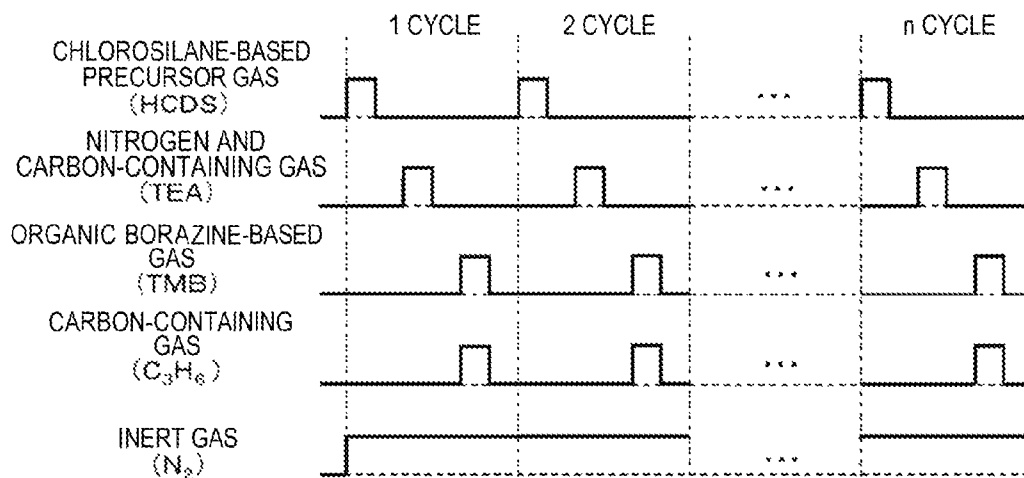 1 CYCLE 2 CYCLE n CYCLE
CHLOROSILANE-BASED
PRECURSOR GAS
(HCDS)
...
NITROGEN AND
CARBON-CONTAINING GAS
(TEA)
...
ORGANIC BORAZINE-BASED
GAS
(TMB)
...
CARBON-CONTAINING
GAS
(C₃H₆)
...
INERT GAS
(N₂)
...